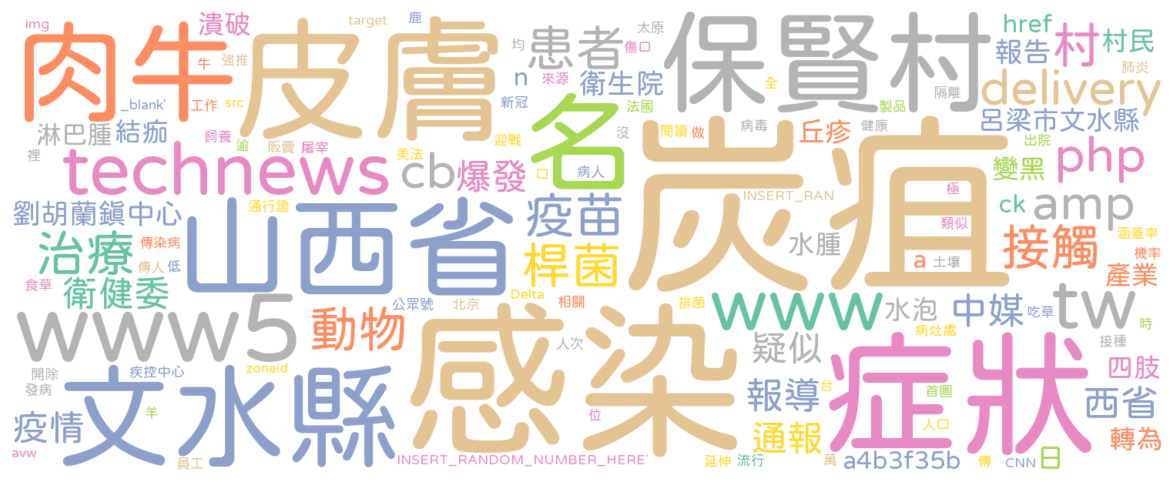 img
潰破
target
鹿
肉牛
皮膚
牛
強推
_blank'
工作
src
淋巴腫
結痂
飼養
逾
裡
販賣
屠宰
均
患者
太原
傷口
n
來源
衛生院
新冠
法國
迎戰
名
沒
美法
口
病人
保賢村
href
村
村民
報告
肺炎
delivery
全
製品
隔離
呂梁市文水縣
閱讀
做
病毒
丘疹
健康
出院
變黑
php
technews
cb
爆發
炭疽
INSERT_RAN
極
ck
amp
類似
涵蓋率
劉胡蘭鎮中心
通行證
山西省
疫苗
水腫
接觸
機率
治療
傳染病
傳人
低
桿菌
a
土壤
產業
食草
衛健委
公眾號
北京
Delta
相關
排菌
www5
動物
www
水泡
中媒
吃草
tw
時
病灶處
人次
疑似
接種
zoneid
感染
症狀
開除
疾控中心
發病
文水縣
台
首圖
四肢
羊
位
報導
西省
疫情
人口
通報
轉為
avw
員工
INSERT_RANDOM_NUMBER_HERE'
延伸
流行
萬
a4b3f35b
傳
CNN
日